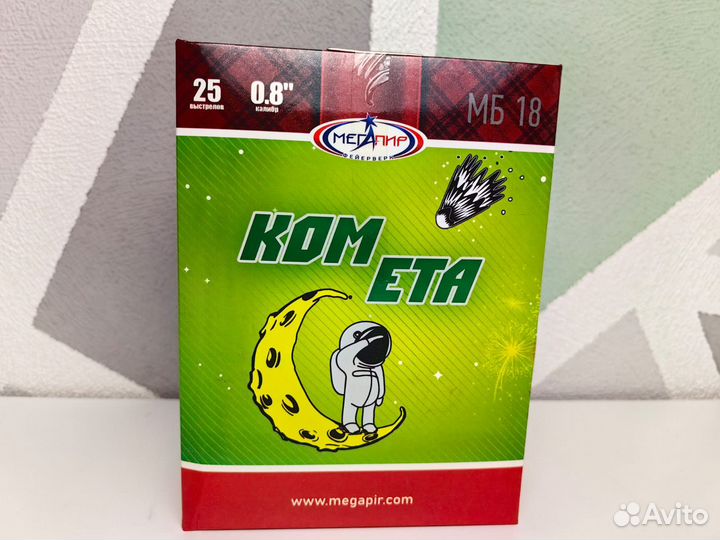 25
выстрелов
0.8"
калибр
МБ 18
МЕГАПИР
ФЕЙЕРВЕРК
КОМ
ЕТА
www.megapir.com
Avito